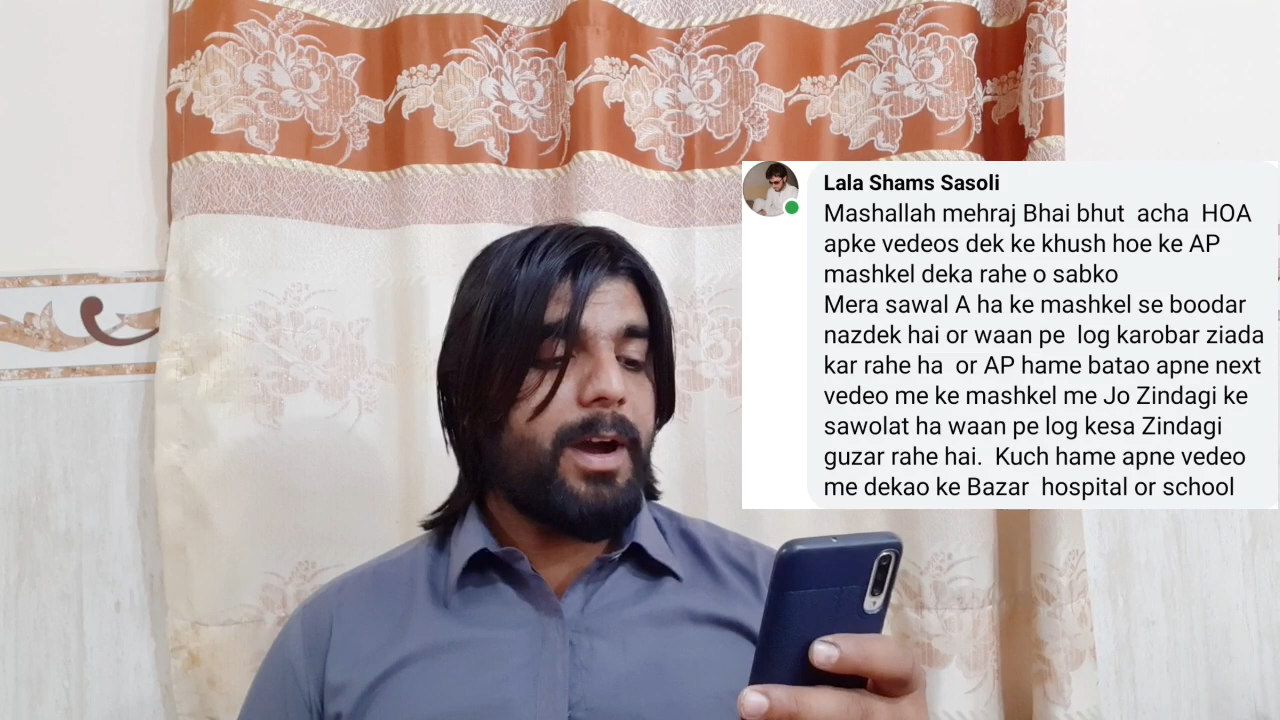 Lala Shams Sasoli
Mashallah mehraj Bhai bhut acha HOA
apke vedeos dek ke khush hoe ke AP
mashkel deka rahe o sabko
Mera sawal A ha ke mashkel se boodar
nazdek hai or waan pe log karobar ziada
kar rahe ha or AP hame batao apne next
vedeo me ke mashkel me Jo Zindagi ke
sawolat ha waan pe log kesa Zindagi
guzar rahe hai. Kuch hame apne vedeo
me dekao ke Bazar hospital or school